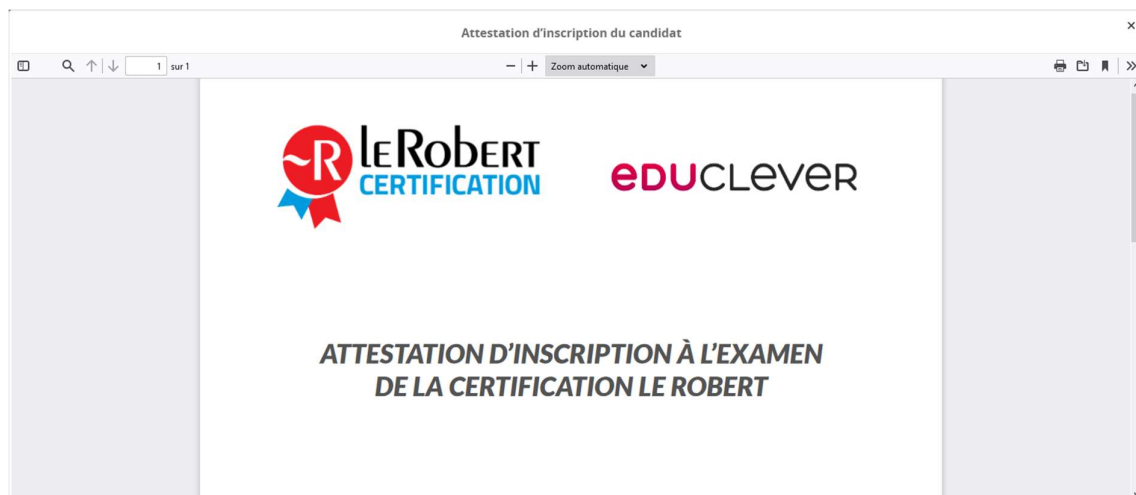 Attestation d’inscription du candidat
1 sur 1
Zoom automatique
~R
LE ROBERT
CERTIFICATION
eDUCLeVeR
ATTESTATION D’INSCRIPTION À L’EXAMEN
DE LA CERTIFICATION LE ROBERT